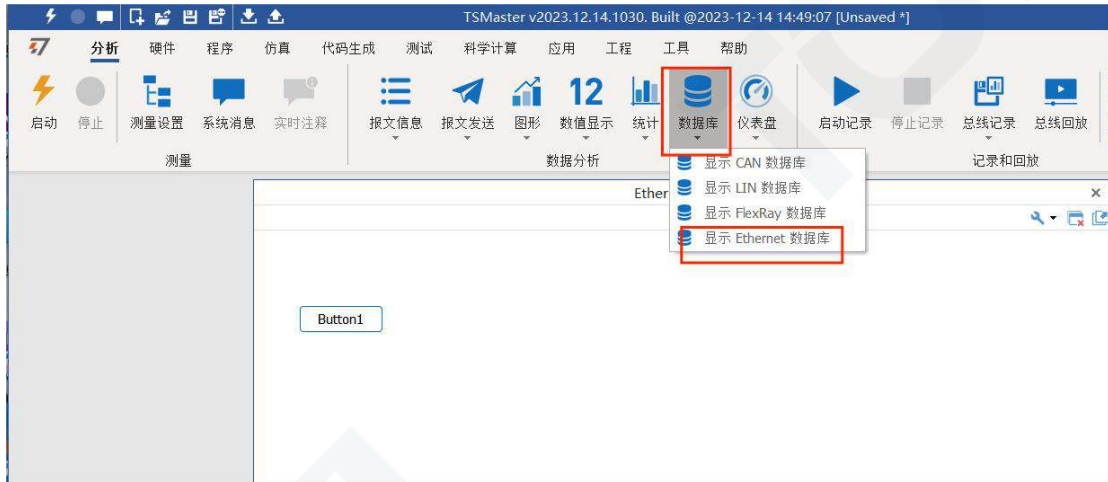 TSMaster v2023.12.14.1030. Built @2023-12-14 14:49:07 [Unsaved *]
分析 硬件 程序 仿真 代码生成 测试 科学计算 应用 工程 工具 帮助
12
启动 停止 测量设置 系统消息 实时注释 报文信息 报文发送 图形 数值显示 统计 数据库 仪表盘 启动记录 停止记录 总线记录 总线回放
测量 数据分析 记录和回放
显示 CAN 数据库
Ether
显示 LIN 数据库
显示 FlexRay 数据库
显示 Ethernet 数据库
Button1